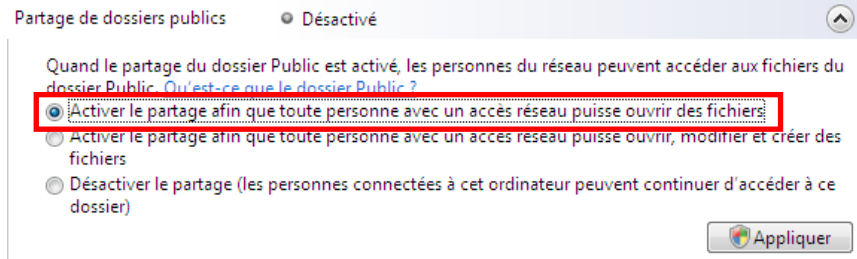 Partage de dossiers publics Désactivé
Quand le partage du dossier Public est activé, les personnes du réseau peuvent accéder aux fichiers du
dossier Public. Qu'est-ce que le dossier Public ?
Activer le partage afin que toute personne avec un accès réseau puisse ouvrir des fichiers
Activer le partage afin que toute personne avec un accès réseau puisse ouvrir, modifier et créer des
fichiers
Désactiver le partage (les personnes connectées à cet ordinateur peuvent continuer d'accéder à ce
dossier)
Appliquer